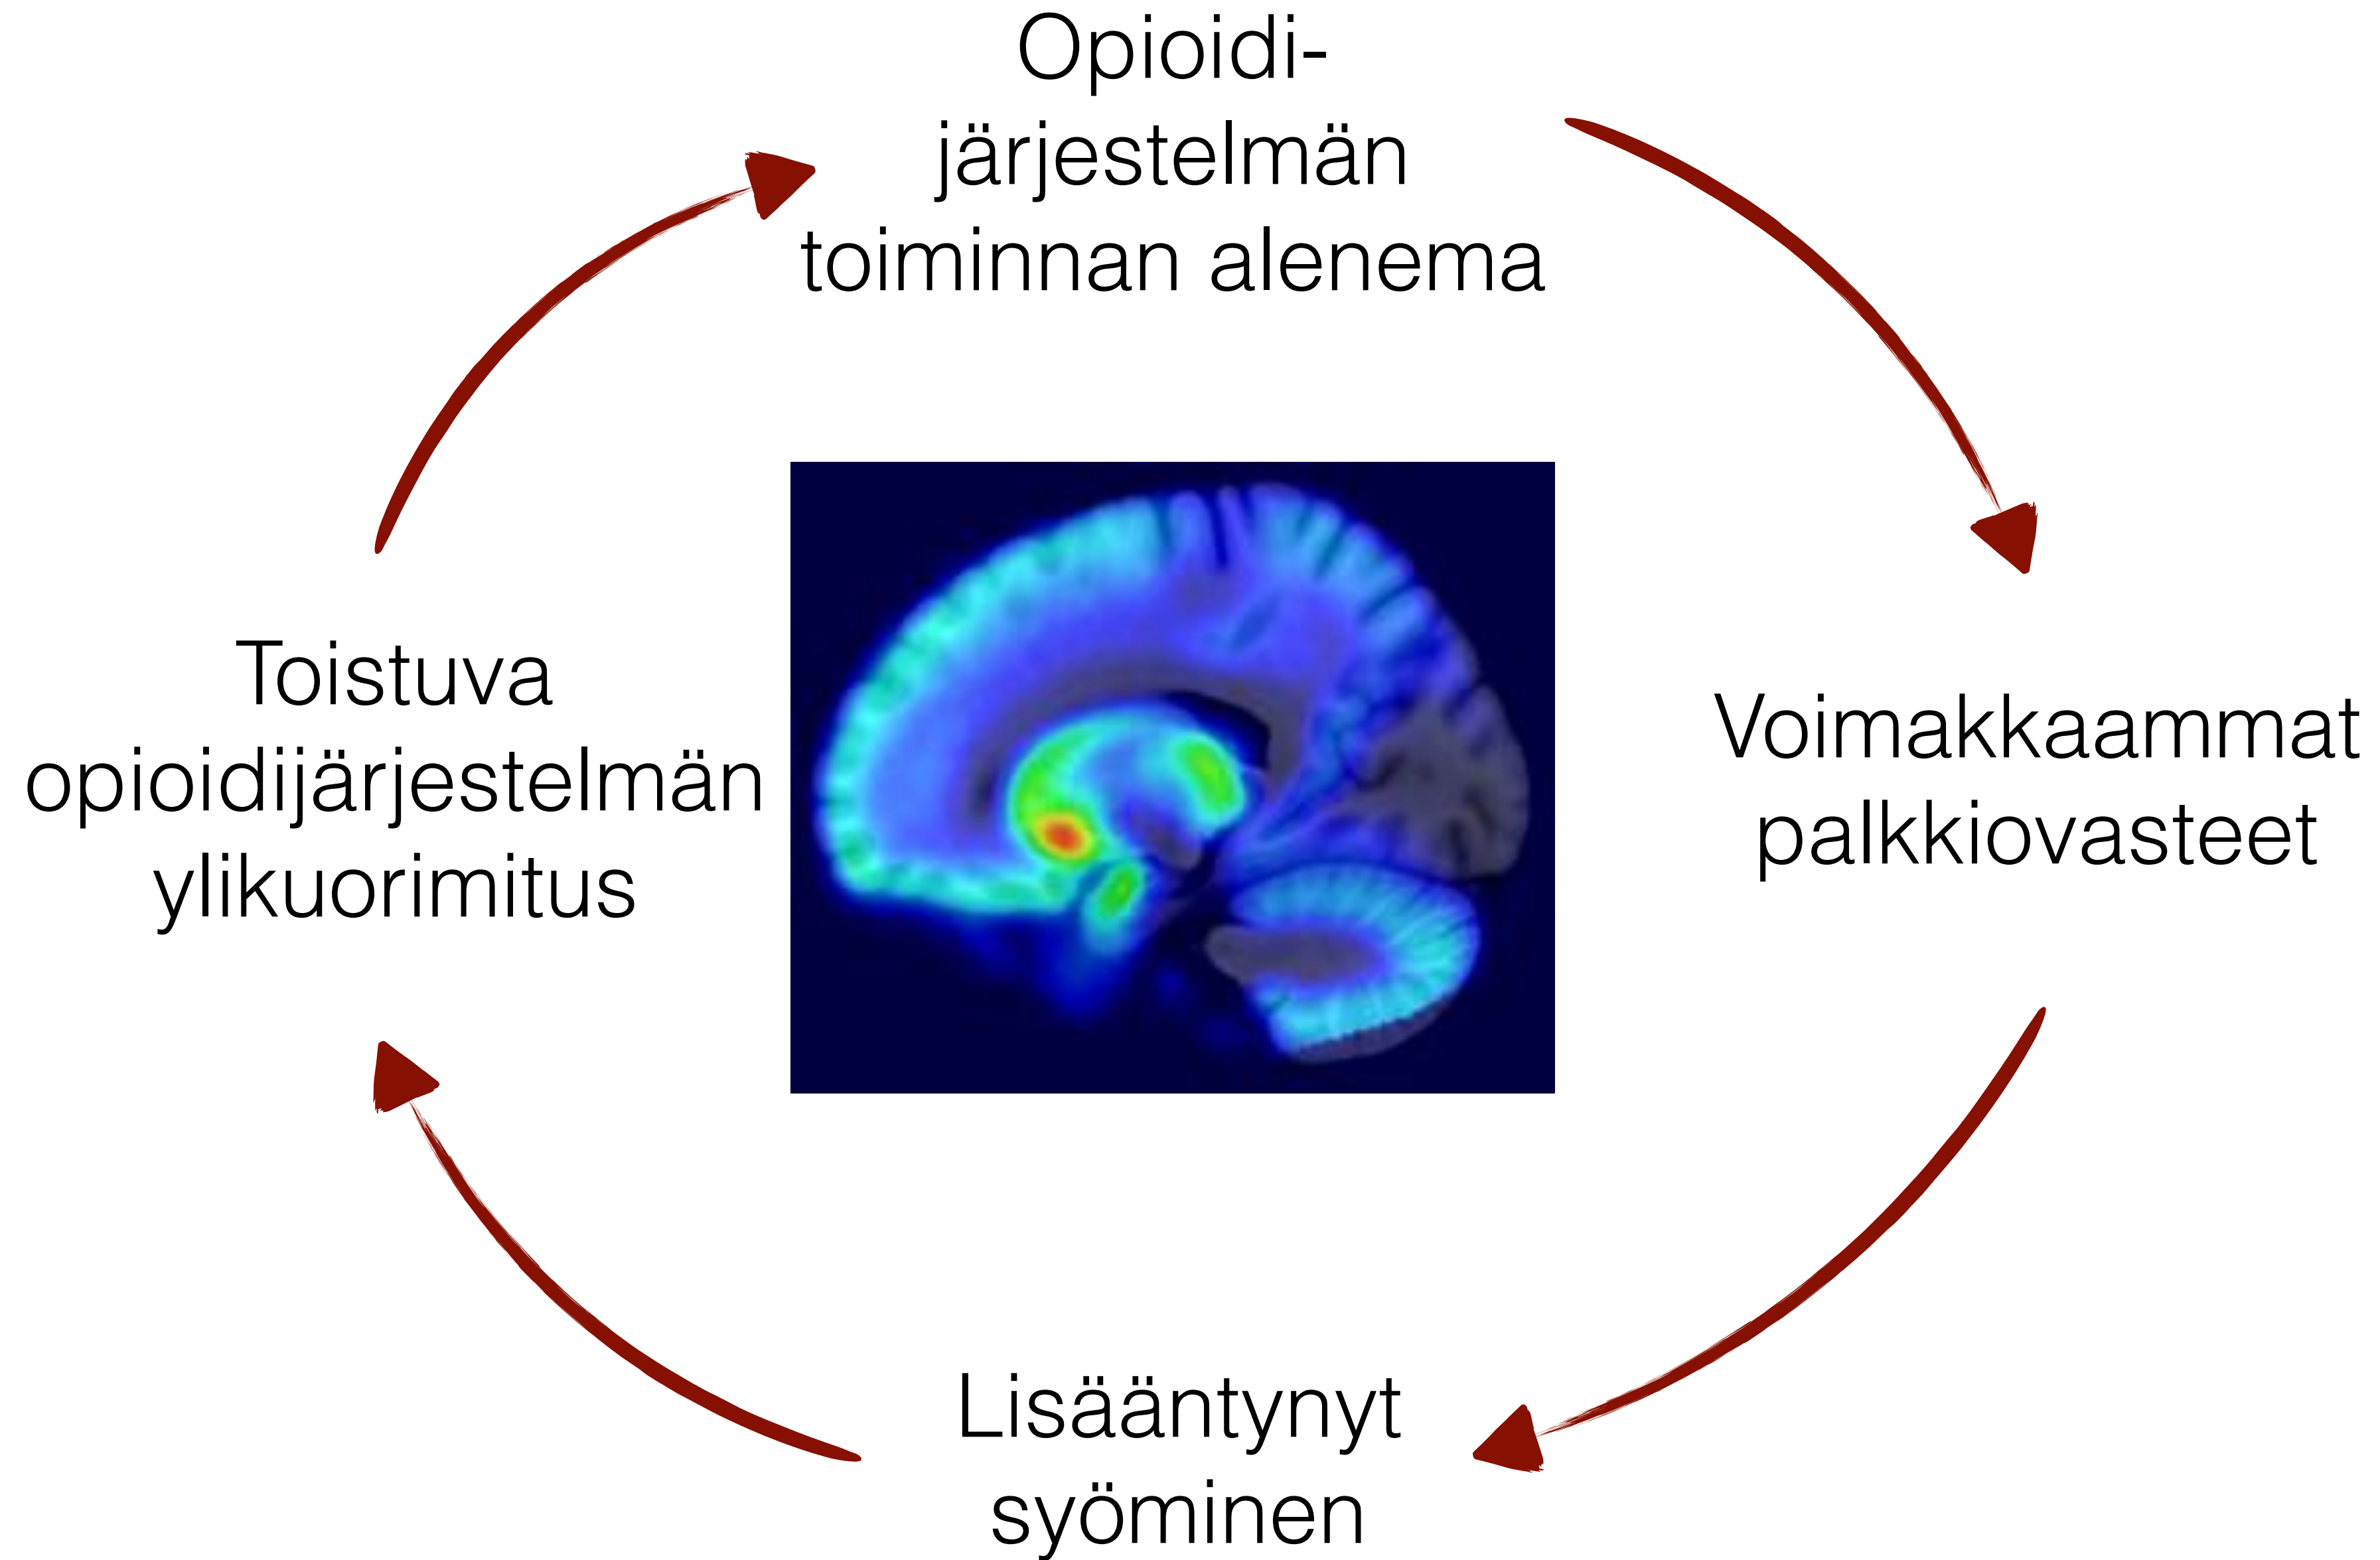 Opioidi-
järjestelmän
toiminnan alenema
Voimakkaammat
palkkiovasteet
Lisääntynyt
syöminen
Toistuva
opioidijärjestelmän
ylikuorimitus